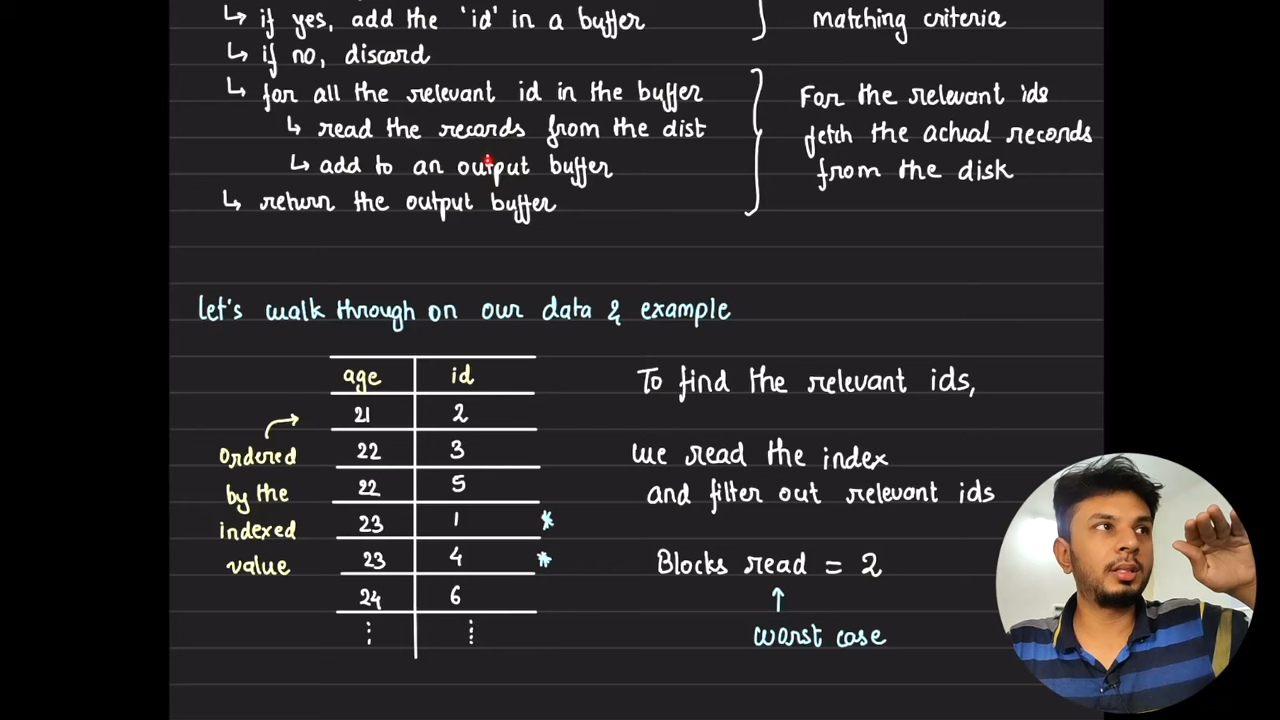 ↳ if yes, add the 'id' in a buffer
matching criteria
↳ if no, discard
↳ for all the relevant id in the buffer
↳ read the records from the dist
↳ add to an output buffer
↳ return the output buffer
For the relevant ids
fetch the actual records
from the disk
let's walk through on our data & example
age id
21 2
22 3
22 5
23 1 *
23 4 *
24 6
⋮ ⋮
Ordered
by the
indexed
value
To find the relevant ids,
we read the index
and filter out relevant ids
Blocks read = 2
↑
worst case